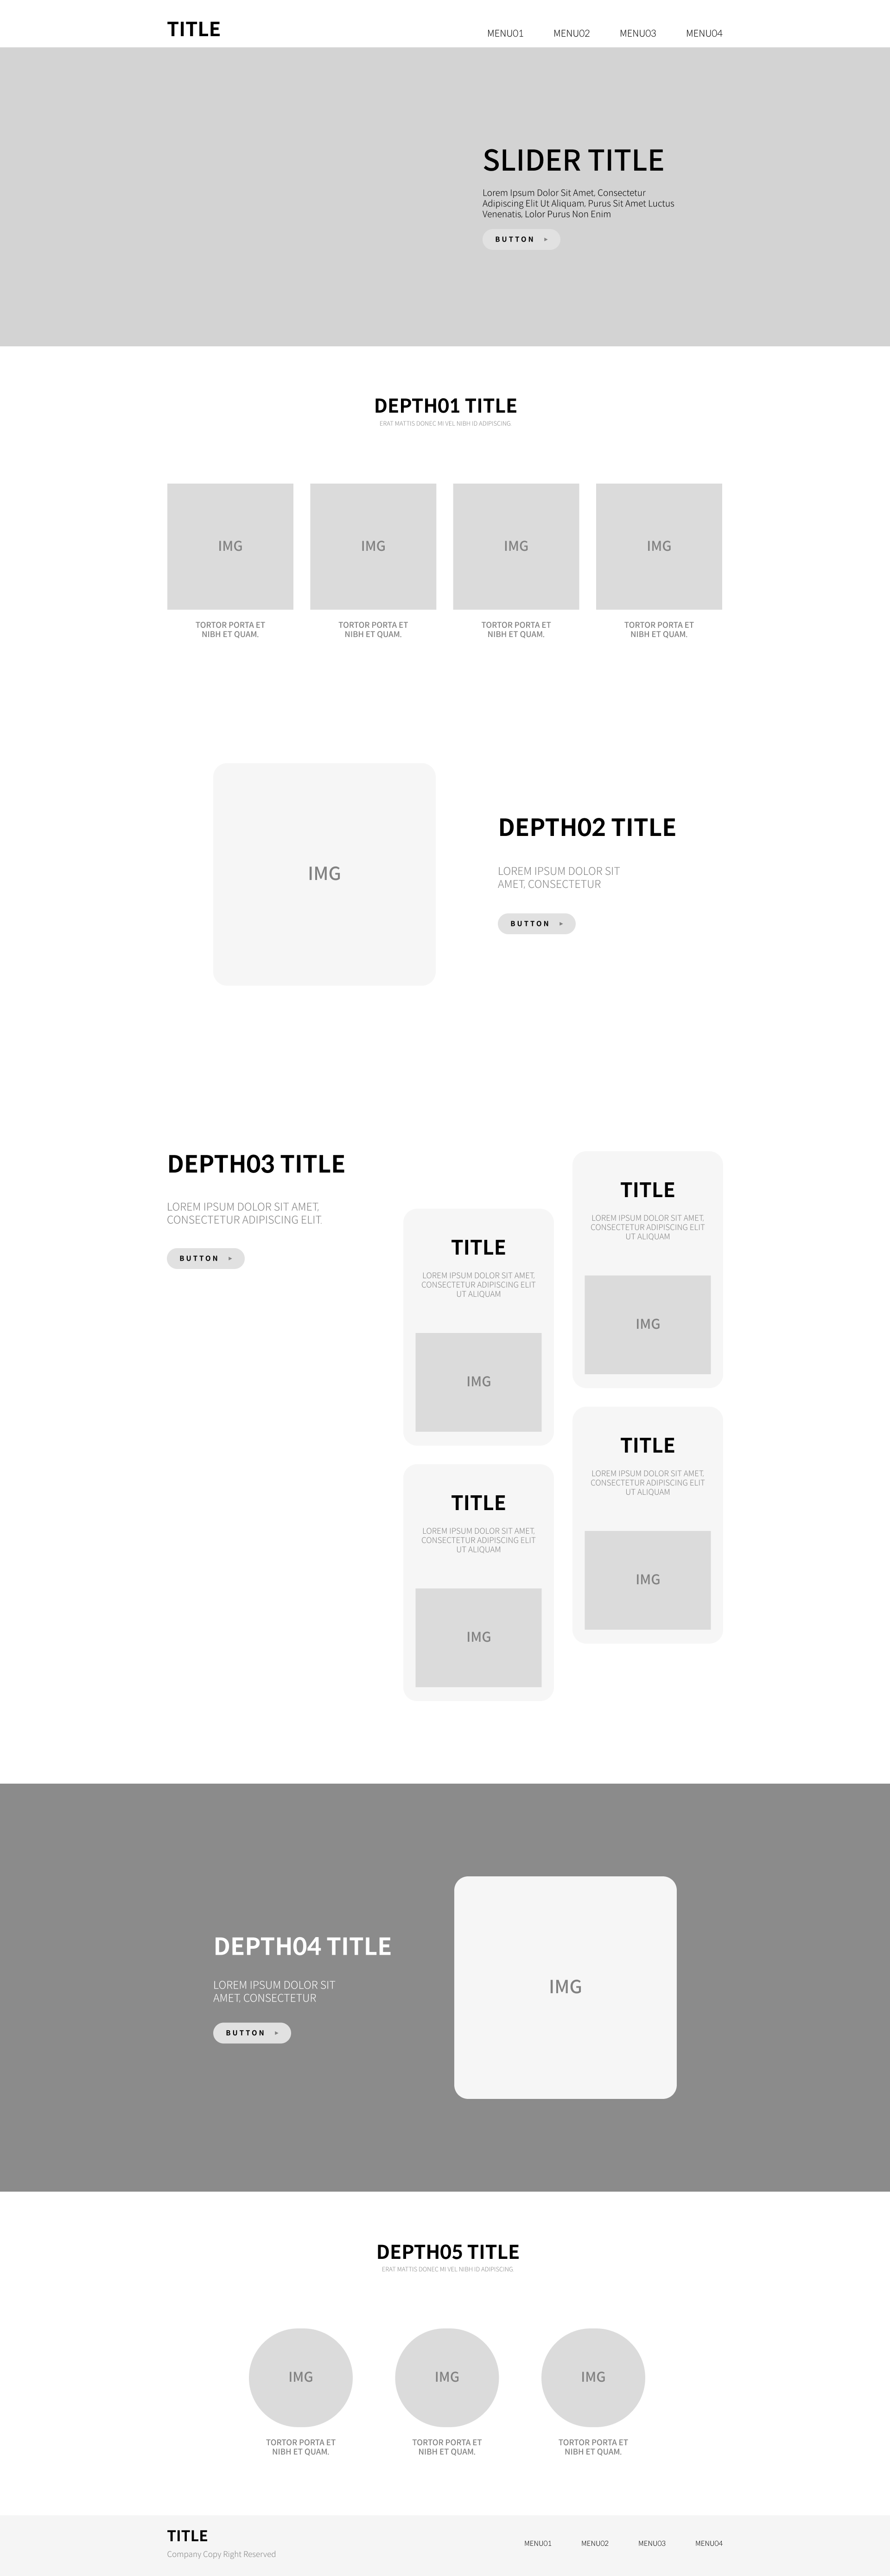 TITLE
MENU01
MENU02
MENU03
MENU04
SLIDER TITLE
Lorem Ipsum Dolor Sit Amet, Consectetur
Adipiscing Elit Ut Aliquam, Purus Sit Amet Luctus
Venenatis, Lolor Purus Non Enim
BUTTON ▸
DEPTH01 TITLE
ERAT MATTIS DONEC MI VEL NIBH ID ADIPISCING.
IMG
IMG
IMG
IMG
TORTOR PORTA ET
NIBH ET QUAM.
TORTOR PORTA ET
NIBH ET QUAM.
TORTOR PORTA ET
NIBH ET QUAM.
TORTOR PORTA ET
NIBH ET QUAM.
IMG
DEPTH02 TITLE
LOREM IPSUM DOLOR SIT
AMET, CONSECTETUR
BUTTON ▸
DEPTH03 TITLE
LOREM IPSUM DOLOR SIT AMET,
CONSECTETUR ADIPISCING ELIT.
BUTTON ▸
TITLE
LOREM IPSUM DOLOR SIT AMET,
CONSECTETUR ADIPISCING ELIT
UT ALIQUAM
IMG
TITLE
LOREM IPSUM DOLOR SIT AMET,
CONSECTETUR ADIPISCING ELIT
UT ALIQUAM
IMG
TITLE
LOREM IPSUM DOLOR SIT AMET,
CONSECTETUR ADIPISCING ELIT
UT ALIQUAM
IMG
TITLE
LOREM IPSUM DOLOR SIT AMET,
CONSECTETUR ADIPISCING ELIT
UT ALIQUAM
IMG
DEPTH04 TITLE
LOREM IPSUM DOLOR SIT
AMET, CONSECTETUR
BUTTON ▸
IMG
DEPTH05 TITLE
ERAT MATTIS DONEC MI VEL NIBH ID ADIPISCING.
IMG
IMG
IMG
TORTOR PORTA ET
NIBH ET QUAM.
TORTOR PORTA ET
NIBH ET QUAM.
TORTOR PORTA ET
NIBH ET QUAM.
TITLE
Company Copy Right Reserved
MENU01
MENU02
MENU03
MENU04